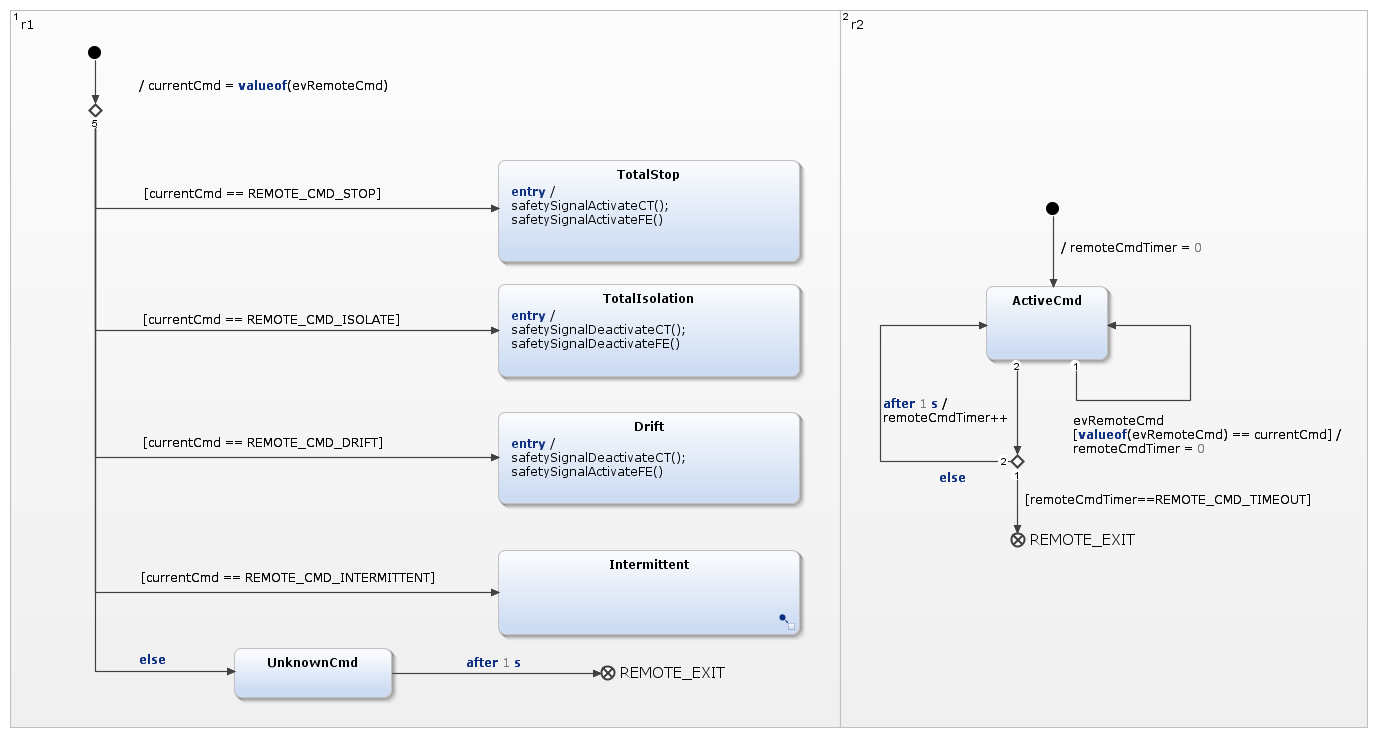 1
r1
/ currentCmd = valueof(evRemoteCmd)
5
[currentCmd == REMOTE_CMD_STOP]
TotalStop
entry /
safetySignalActivateCT();
safetySignalActivateFE()
[currentCmd == REMOTE_CMD_ISOLATE]
TotalIsolation
entry /
safetySignalDeactivateCT();
safetySignalDeactivateFE()
[currentCmd == REMOTE_CMD_DRIFT]
Drift
entry /
safetySignalDeactivateCT();
safetySignalActivateFE()
[currentCmd == REMOTE_CMD_INTERMITTENT]
Intermittent
else
UnknownCmd
after 1 s
REMOTE_EXIT
2
r2
/ remoteCmdTimer = 0
ActiveCmd
2
1
after 1 s /
remoteCmdTimer++
evRemoteCmd
[valueof(evRemoteCmd) == currentCmd] /
remoteCmdTimer = 0
2
else
1
[remoteCmdTimer==REMOTE_CMD_TIMEOUT]
REMOTE_EXIT